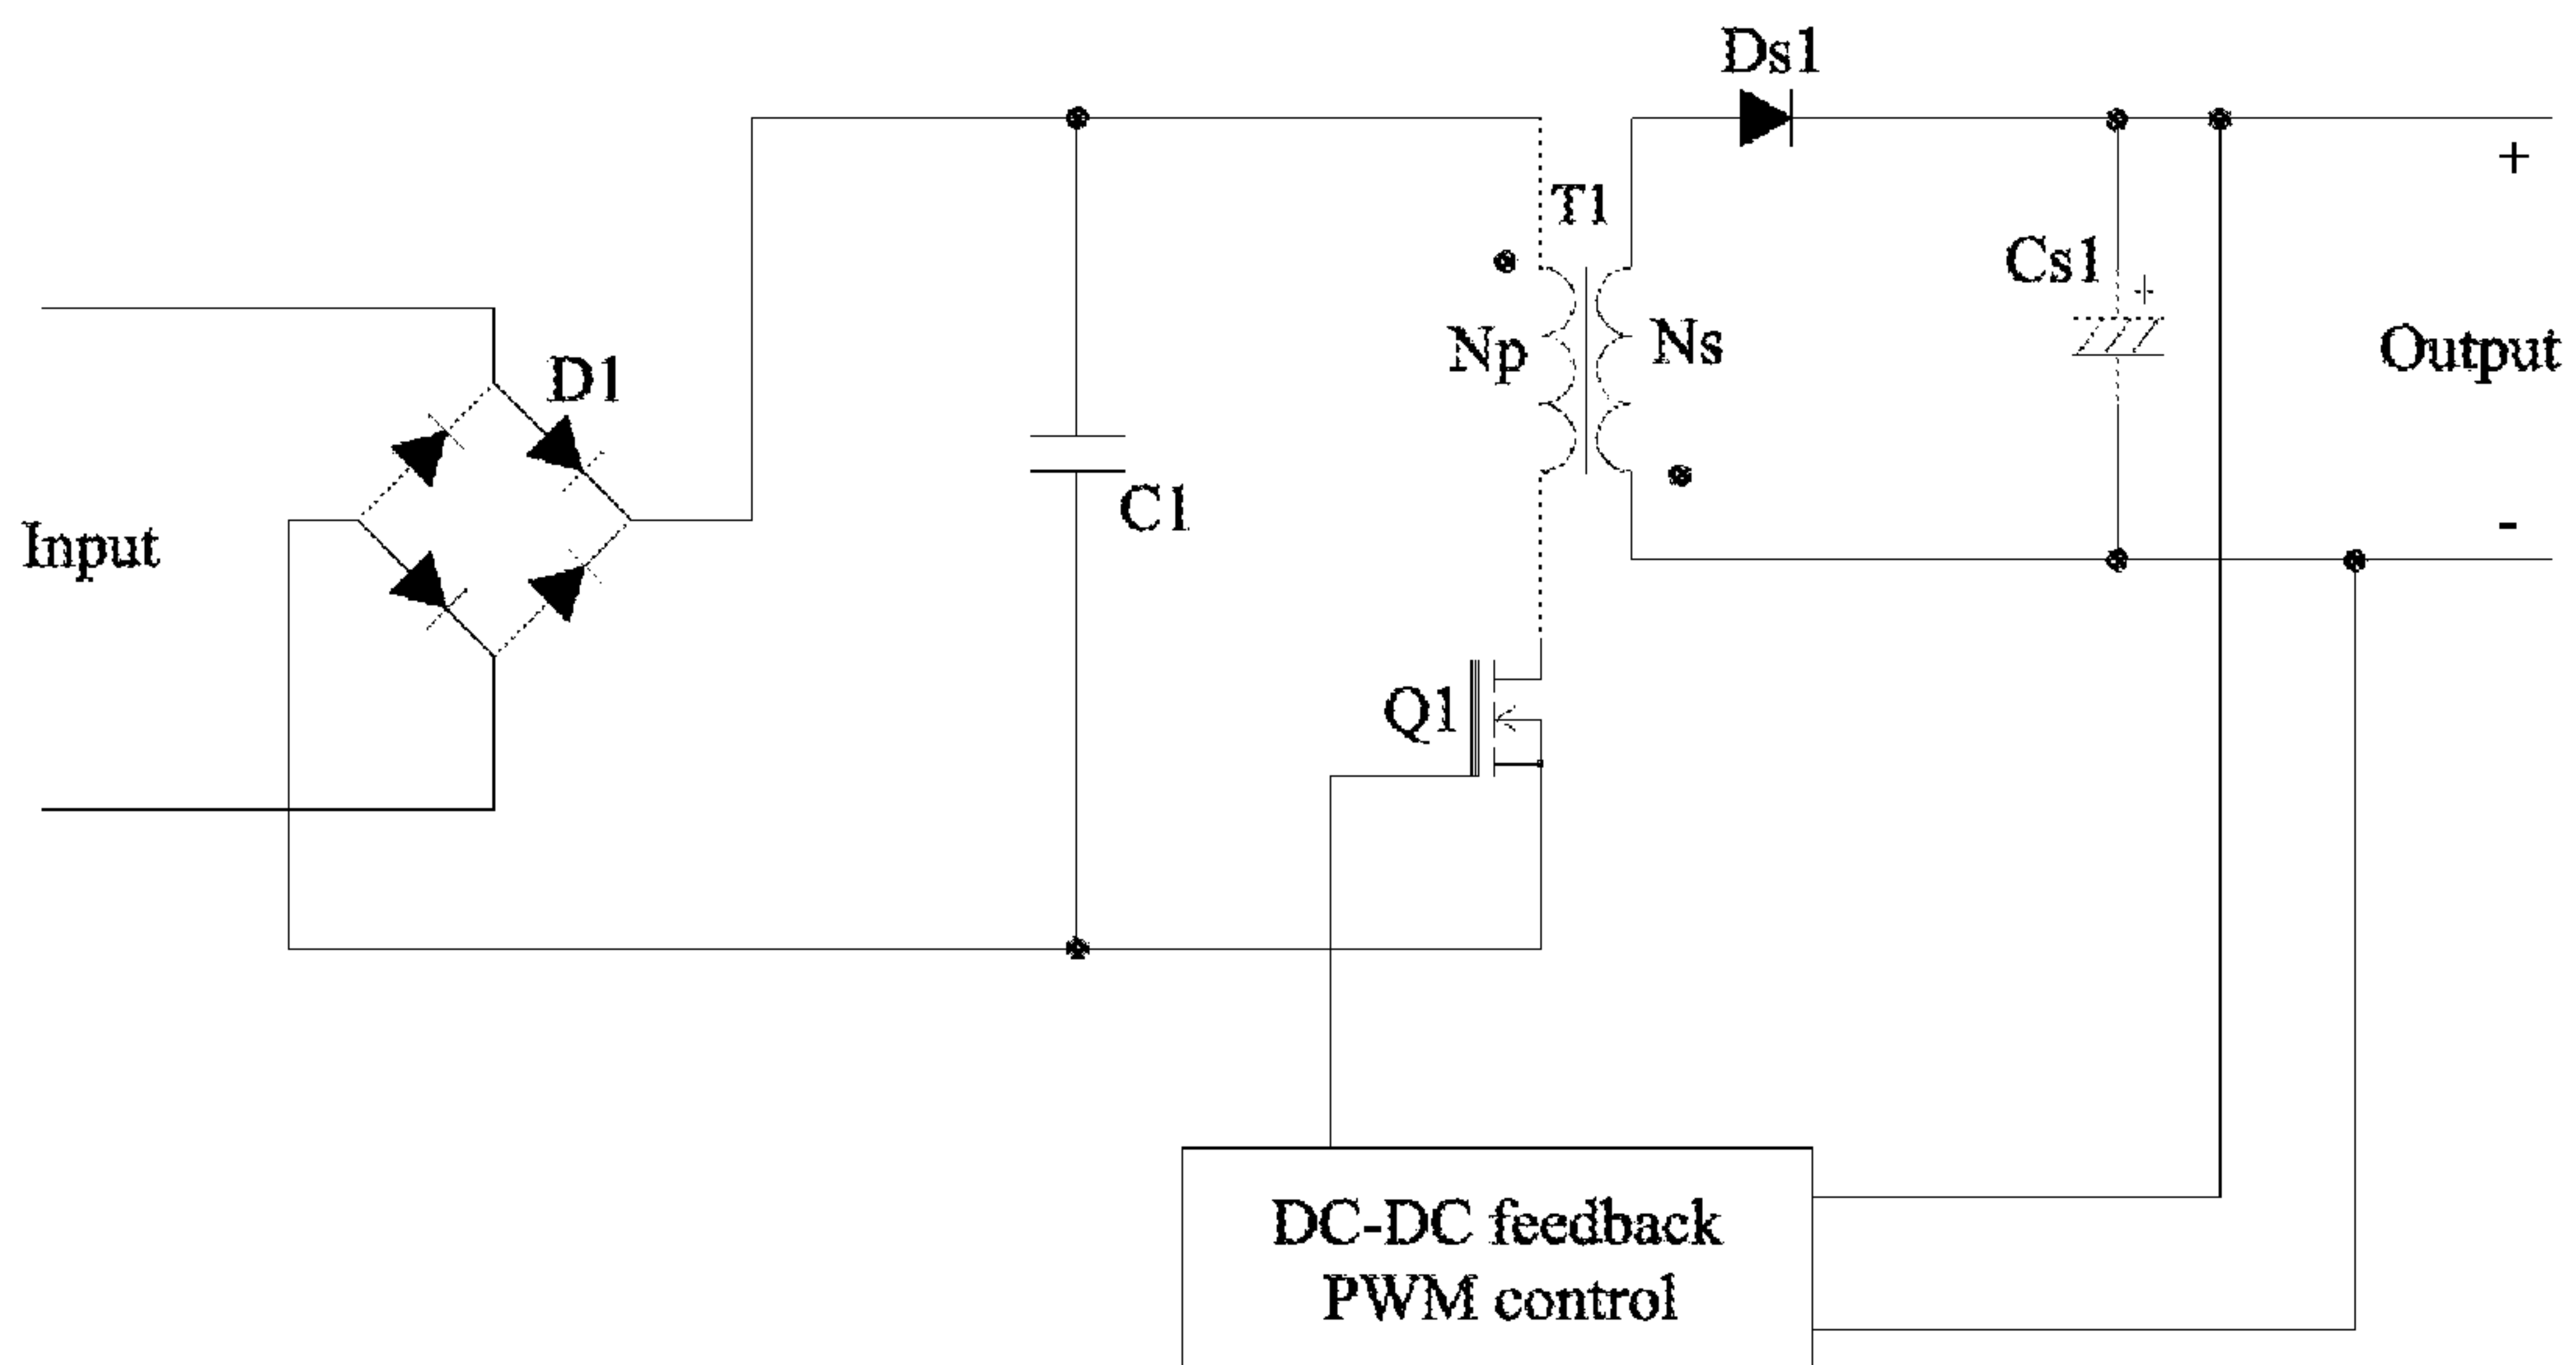 Ds1
+
T1
Cs1
+
Np
Ns
Output
D1
C1
Input
-
Q1
DC-DC feedback
PWM control